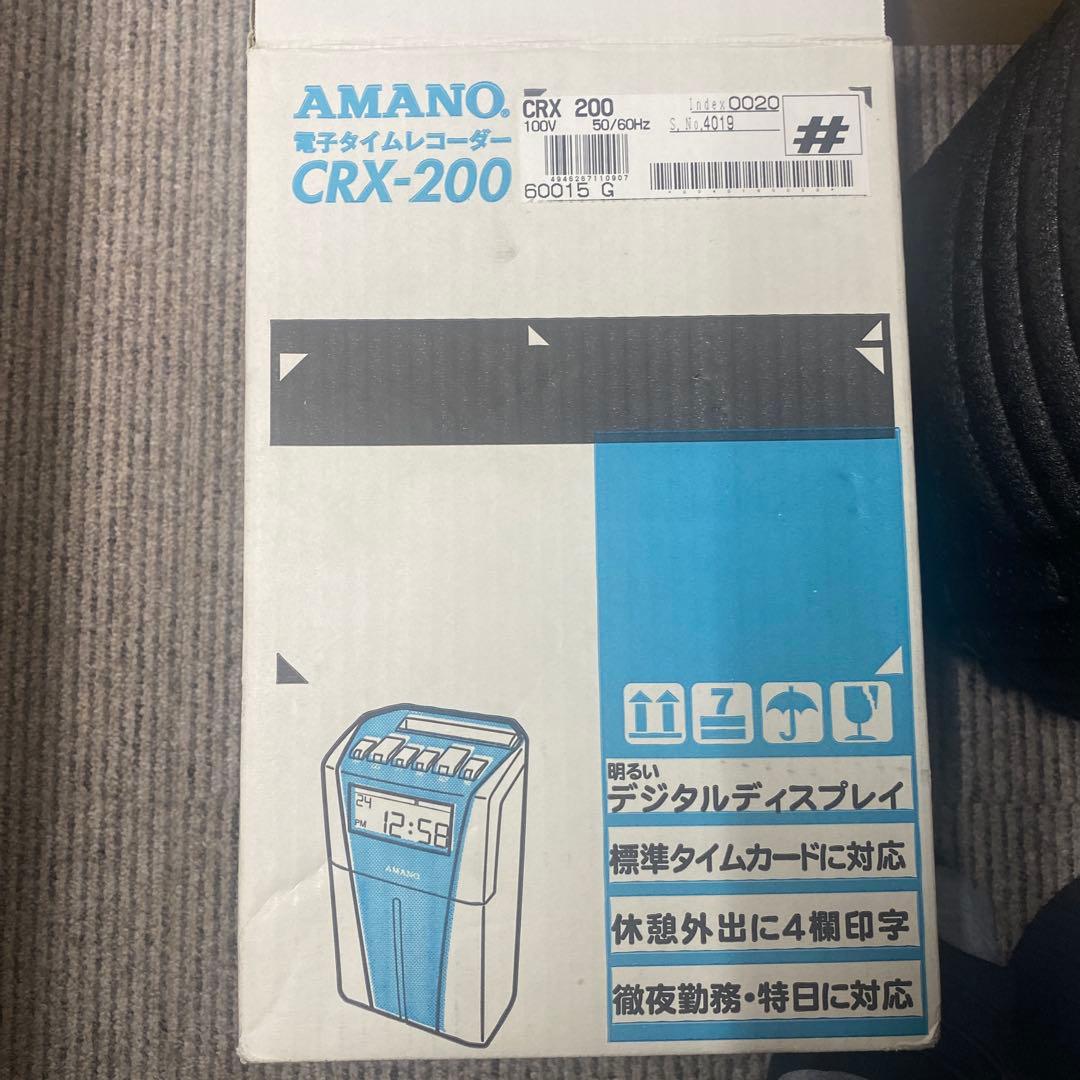 AMANO®
電子タイムレコーダー
CRX-200
CRX 200
100V 50/60Hz
Index 0020
S.No.4019
#
4946267110907
60015 G
7
24
PM 12:58
AMANO
明るい
デジタルディスプレイ
標準タイムカードに対応
休憩外出に4欄印字
徹夜勤務・特日に対応